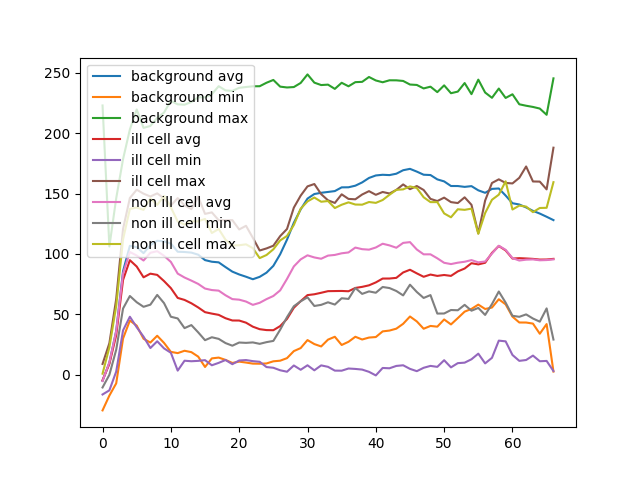 250
200
150
100
50
0
0
10
20
30
40
50
60
background avg
background min
background max
ill cell avg
ill cell min
ill cell max
non ill cell avg
non ill cell min
non ill cell max